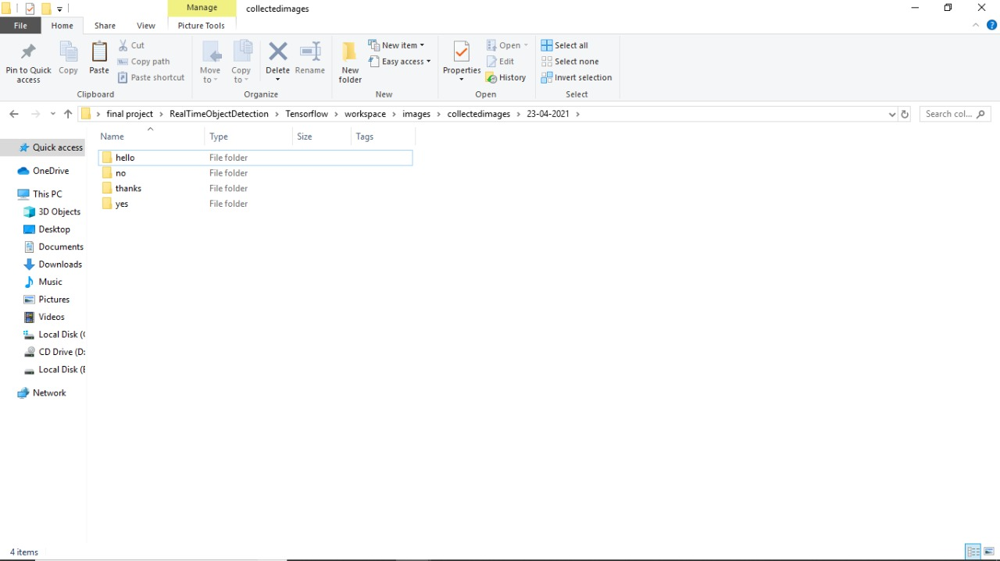 Manage
collectedimages
File
Home
Share
View
Picture Tools
Pin to Quick access
Copy
Paste
Cut
Copy path
Paste shortcut
Clipboard
Move to
Copy to
Delete
Rename
Organize
New folder
New item
Easy access
New
Properties
Open
Edit
History
Open
Select all
Select none
Invert selection
Select
final project > RealTimeObjectDetection > Tensorflow > workspace > images > collectedimages > 23-04-2021 >
Search col...
Name Type Size Tags
Quick access
OneDrive
This PC
3D Objects
Desktop
Documents
Downloads
Music
Pictures
Videos
Local Disk (C
CD Drive (D:
Local Disk (E
Network
hello File folder
no File folder
thanks File folder
yes File folder
4 items